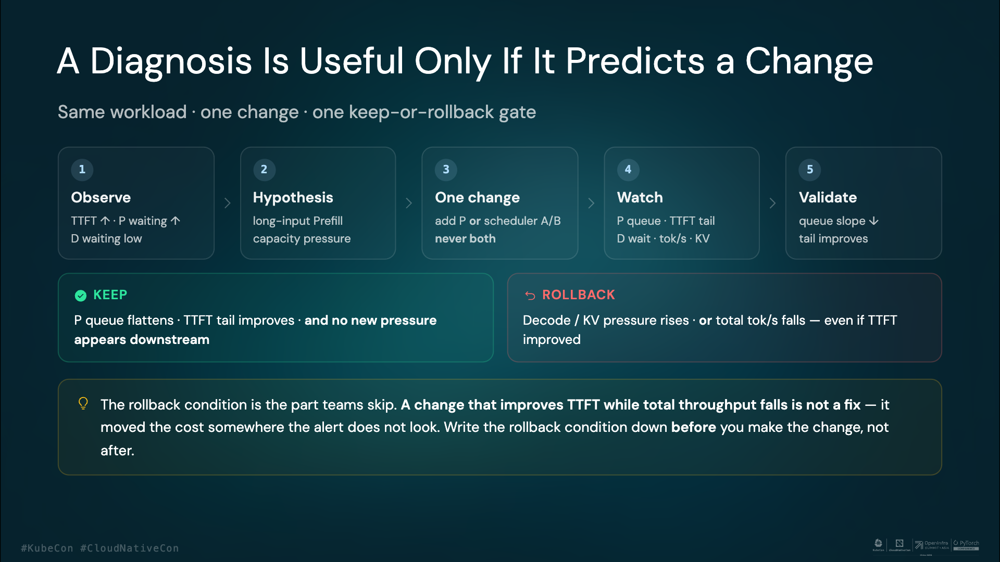 A Diagnosis Is Useful Only If It Predicts a Change
Same workload · one change · one keep-or-rollback gate
1
Observe
TTFT ↑ · P waiting ↑
D waiting low
2
Hypothesis
long-input Prefill
capacity pressure
3
One change
add P or scheduler A/B
never both
4
Watch
P queue · TTFT tail
D wait · tok/s · KV
5
Validate
queue slope ↓
tail improves
KEEP
P queue flattens · TTFT tail improves · and no new pressure
appears downstream
ROLLBACK
Decode / KV pressure rises · or total tok/s falls — even if TTFT
improved
The rollback condition is the part teams skip. A change that improves TTFT while total throughput falls is not a fix — it
moved the cost somewhere the alert does not look. Write the rollback condition down before you make the change, not
after.
#KubeCon #CloudNativeCon
KubeCon
CloudNativeCon
OpenInfra
SUMMIT · ASIA
PyTorch
CONFERENCE